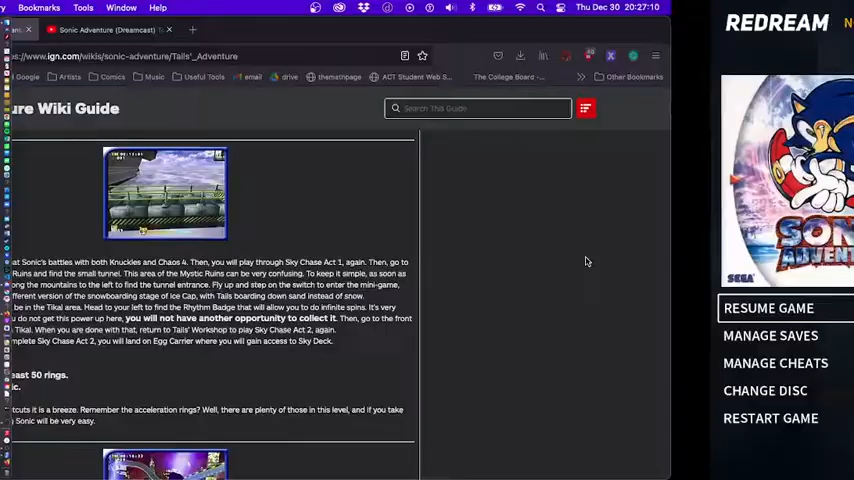 Bookmarks Tools Window Help
Thu Dec 30 20:27:10
Sonic Adventure (Dreamcast) T
s://www.ign.com/wikis/sonic-adventure/Tails'_Adventure
Google Artists Comics Music Useful Tools email drive themstnpage ACT Student Web S... The College Board -... Other Bookmarks
ure Wiki Guide
Search This Guide
at Sonic's battles with both Knuckles and Chaos 4. Then, you will play through Sky Chase Act 1, again. Then, go to
Ruins and find the small tunnel. This area of the Mystic Ruins can be very confusing. To keep it simple, as soon as
ong the mountains to the left to find the tunnel entrance. Fly up and step on the switch to enter the mini-game,
fferent version of the snowboarding stage of Ice Cap, with Tails boarding down sand instead of snow.
be in the Tikal area. Head to your left to find the Rhythm Badge that will allow you to do infinite spins. It's very
u do not get this power up here, you will not have another opportunity to collect it. Then, go to the front
Tikal. When you are done with that, return to Tails' Workshop to play Sky Chase Act 2, again.
mplete Sky Chase Act 2, you will land on Egg Carrier where you will gain access to Sky Deck.
east 50 rings.
ic.
tcuts it is a breeze. Remember the acceleration rings? Well, there are plenty of those in this level, and if you take
Sonic will be very easy.
REDREAM
SONIC
ADVENTURE
SEGA
RESUME GAME
MANAGE SAVES
MANAGE CHEATS
CHANGE DISC
RESTART GAME